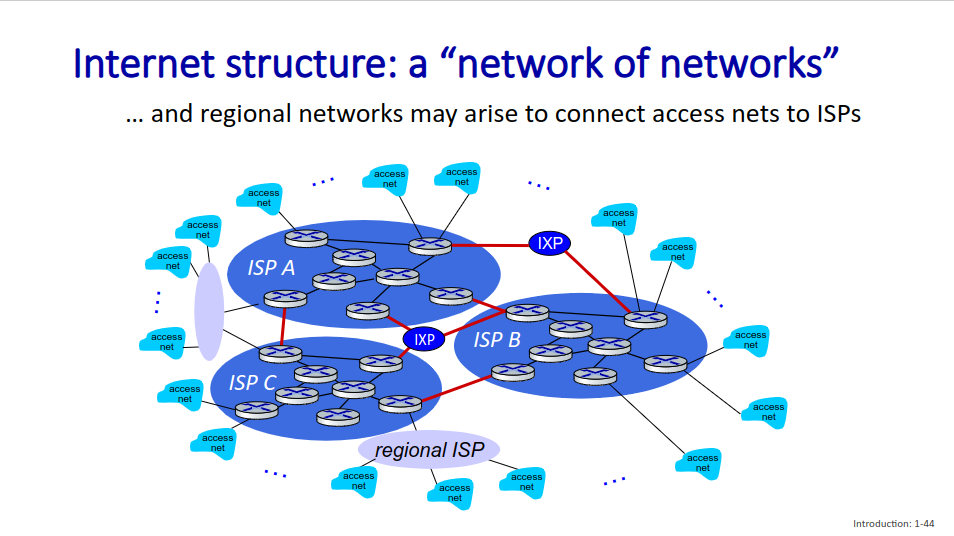 Internet structure: a “network of networks”
… and regional networks may arise to connect access nets to ISPs
access
net
access
net
access
net
access
net
access
net
access
net
access
net
IXP
ISP A
access
net
IXP
ISP B
access
net
ISP C
access
net
access
net
access
net
regional ISP
access
net
access
net
access
net
access
net
Introduction: 1-44